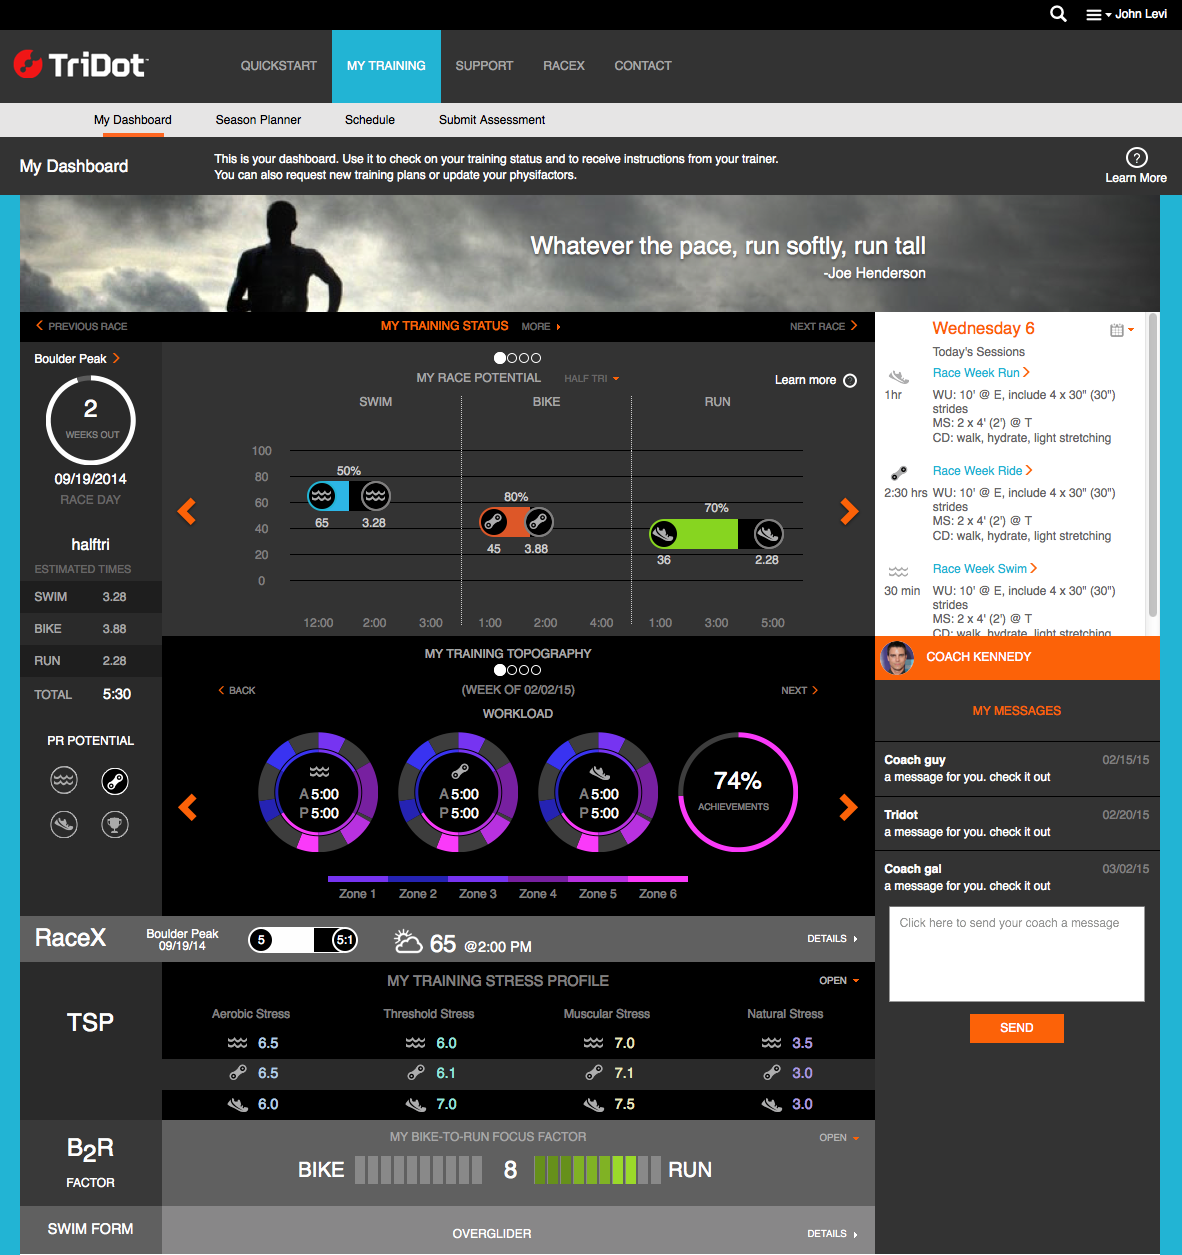 John Levi
TriDot
QUICKSTART
MY TRAINING
SUPPORT
RACEX
CONTACT
My Dashboard
Season Planner
Schedule
Submit Assessment
My Dashboard
This is your dashboard. Use it to check on your training status and to receive instructions from your trainer.
You can also request new training plans or update your physifactors.
?
Learn More
Whatever the pace, run softly, run tall
-Joe Henderson
PREVIOUS RACE
MY TRAINING STATUS
MORE
NEXT RACE
Boulder Peak
2
WEEKS OUT
09/19/2014
RACE DAY
halftri
ESTIMATED TIMES
SWIM 3.28
BIKE 3.88
RUN 2.28
TOTAL 5:30
PR POTENTIAL
MY RACE POTENTIAL
HALF TRI
Learn more
SWIM BIKE RUN
100
80
60
40
20
0
50%
65 3.28
80%
45 3.88
70%
36 2.28
12:00 2:00 3:00 1:00 2:00 4:00 1:00 3:00 5:00
MY TRAINING TOPOGRAPHY
BACK
(WEEK OF 02/02/15)
NEXT
WORKLOAD
A 5:00
P 5:00
A 5:00
P 5:00
A 5:00
P 5:00
74%
ACHIEVEMENTS
Zone 1 Zone 2 Zone 3 Zone 4 Zone 5 Zone 6
RaceX
Boulder Peak
09/19/14
5
5:1
65 @2:00 PM
DETAILS
TSP
MY TRAINING STRESS PROFILE
OPEN
Aerobic Stress Threshold Stress Muscular Stress Natural Stress
6.5 6.0 7.0 3.5
6.5 6.1 7.1 3.0
6.0 7.0 7.5 3.0
B2R
FACTOR
MY BIKE-TO-RUN FOCUS FACTOR
OPEN
BIKE 8 RUN
SWIM FORM
OVERGLIDER
DETAILS
Wednesday 6
Today's Sessions
Race Week Run
1hr
WU: 10' @ E, include 4 x 30" (30")
strides
MS: 2 x 4' (2') @ T
CD: walk, hydrate, light stretching
Race Week Ride
2:30 hrs
WU: 10' @ E, include 4 x 30" (30")
strides
MS: 2 x 4' (2') @ T
CD: walk, hydrate, light stretching
Race Week Swim
30 min
WU: 10' @ E, include 4 x 30" (30")
strides
MS: 2 x 4' (2') @ T
CD: walk, hydrate, light stretching
COACH KENNEDY
MY MESSAGES
Coach guy 02/15/15
a message for you. check it out
Tridot 02/20/15
a message for you. check it out
Coach gal 03/02/15
a message for you. check it out
Click here to send your coach a message
SEND